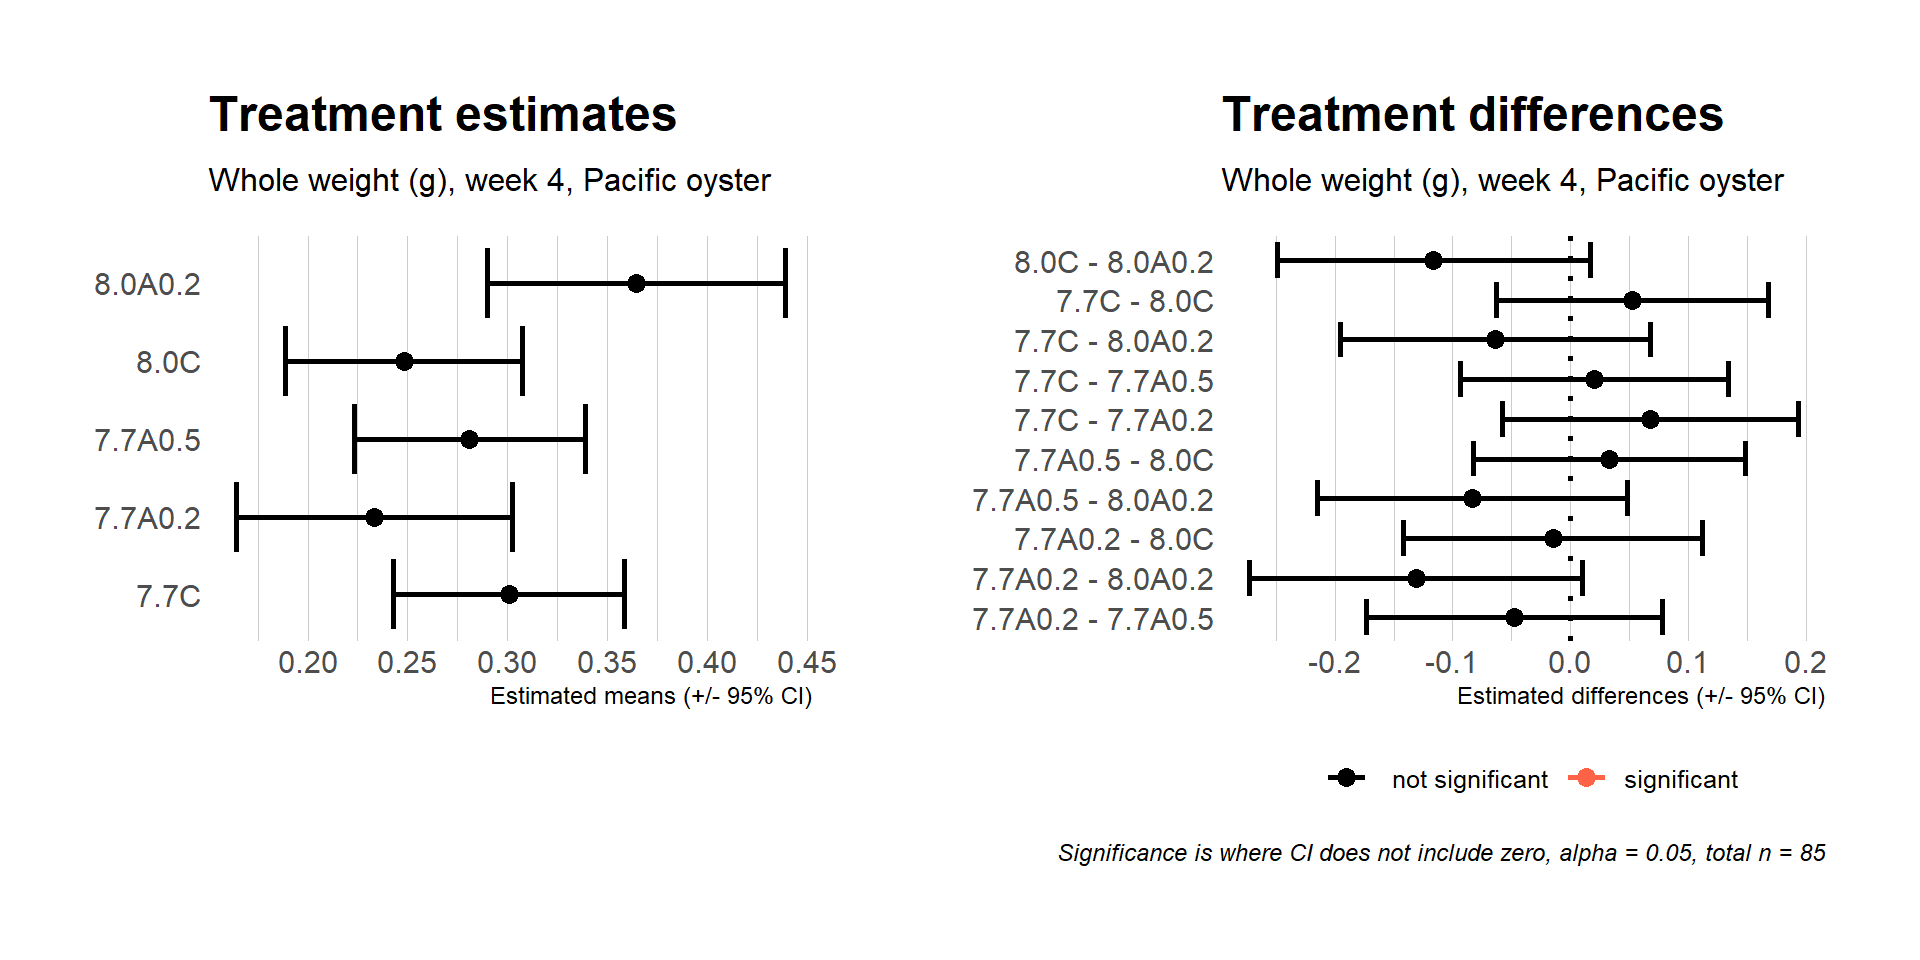 Treatment estimates
Whole weight (g), week 4, Pacific oyster
8.0A0.2
8.0C
7.7A0.5
7.7A0.2
7.7C
0.20 0.25 0.30 0.35 0.40 0.45
Estimated means (+/- 95% CI)
Treatment differences
Whole weight (g), week 4, Pacific oyster
8.0C - 8.0A0.2
7.7C - 8.0C
7.7C - 8.0A0.2
7.7C - 7.7A0.5
7.7C - 7.7A0.2
7.7A0.5 - 8.0C
7.7A0.5 - 8.0A0.2
7.7A0.2 - 8.0C
7.7A0.2 - 8.0A0.2
7.7A0.2 - 7.7A0.5
-0.2 -0.1 0.0 0.1 0.2
Estimated differences (+/- 95% CI)
not significant significant
Significance is where CI does not include zero, alpha = 0.05, total n = 85